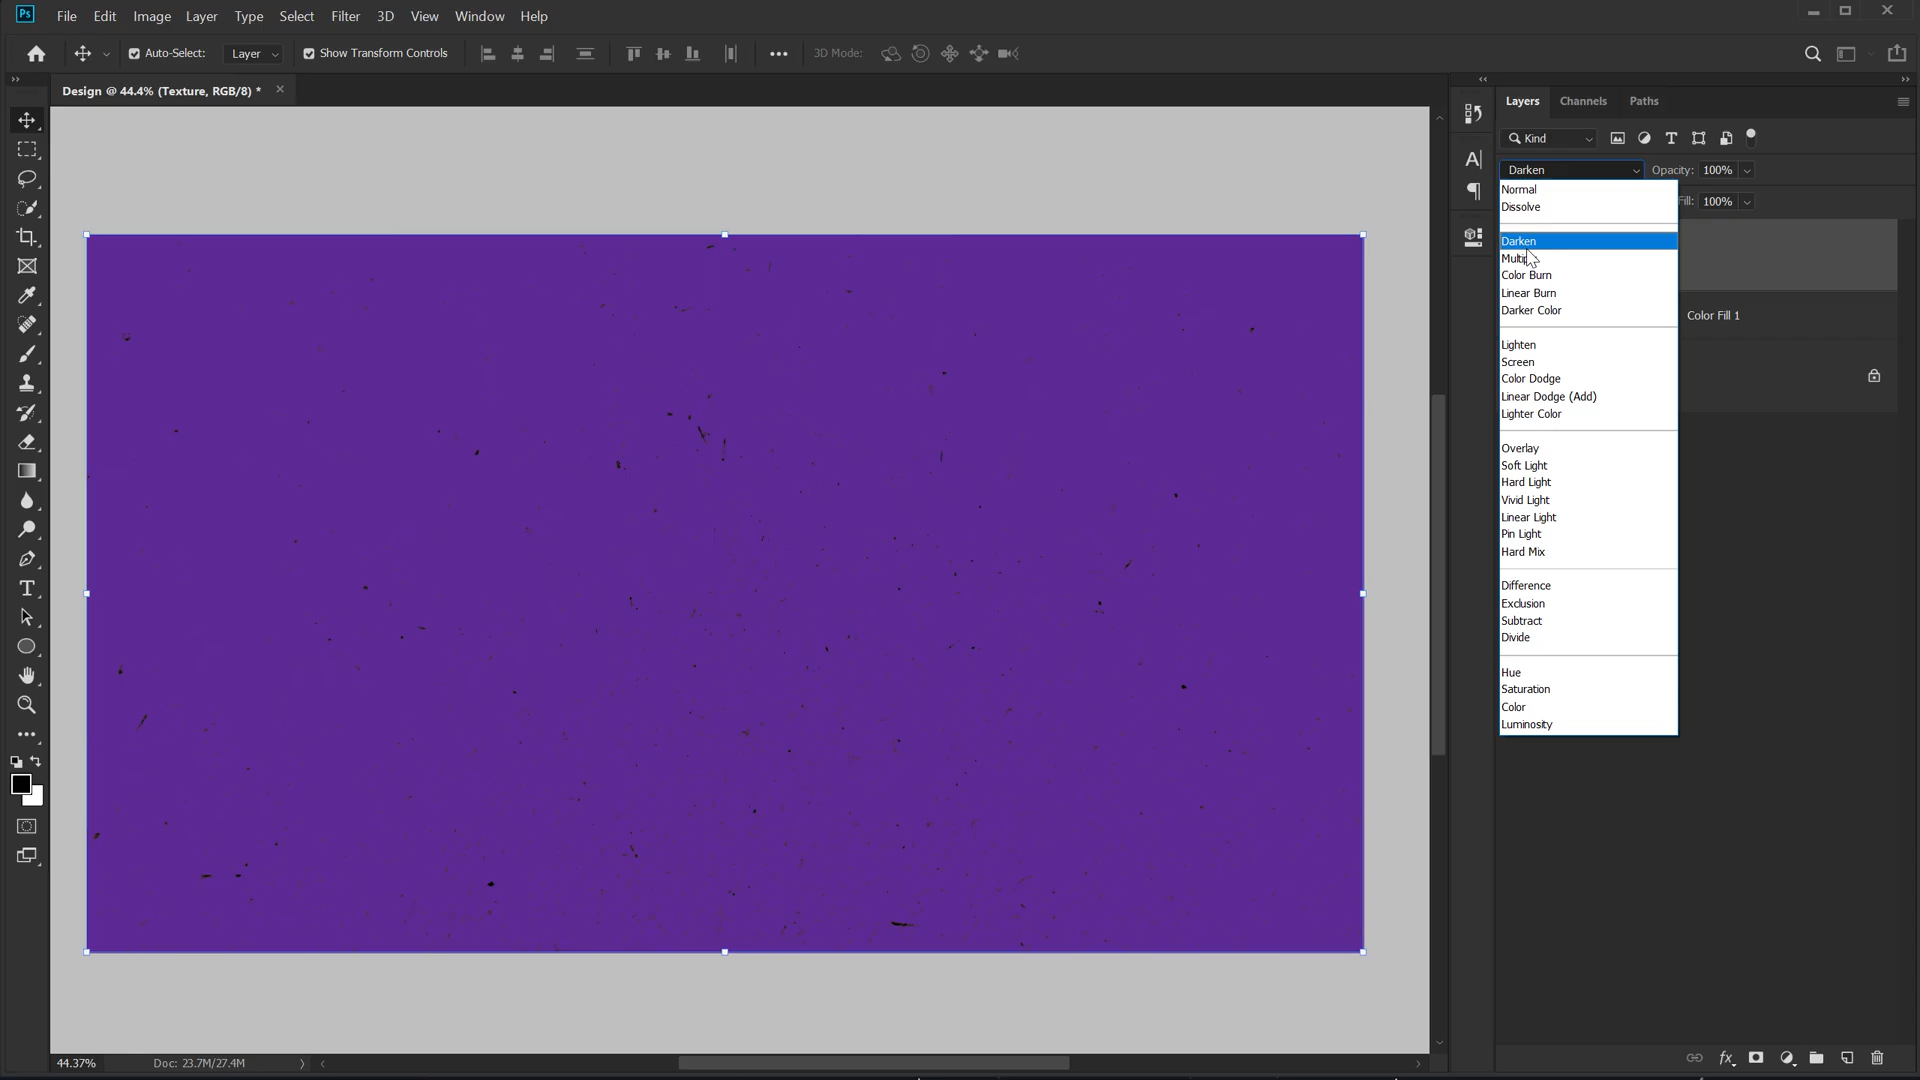 Ps File Edit Image Layer Type Select Filter 3D View Window Help
Auto-Select: Layer Show Transform Controls 3D Mode:
Design @ 44.4% (Texture, RGB/8) *
Layers Channels Paths
Kind
Darken Opacity: 100%
Normal
Fill: 100%
Dissolve
Darken
Color Burn
Linear Burn
Darker Color
Color Fill 1
Lighten
Screen
Color Dodge
Linear Dodge (Add)
Lighter Color
Overlay
Soft Light
Hard Light
Vivid Light
Linear Light
Pin Light
Hard Mix
Difference
Exclusion
Subtract
Divide
Hue
Saturation
Color
Luminosity
44.37% Doc: 23.7M/27.4M